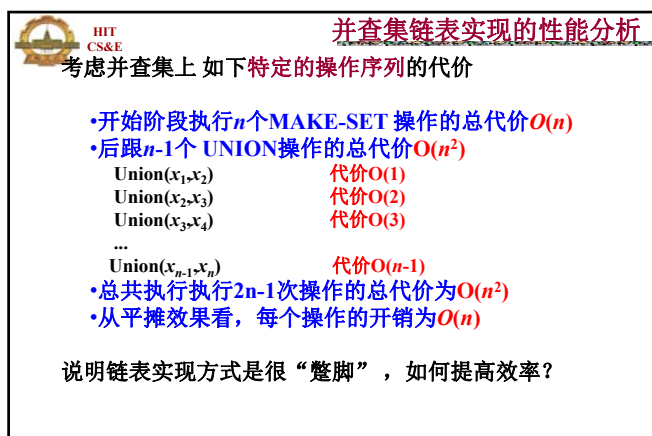 HIT
CS&E
并查集链表实现的性能分析
考虑并查集上 如下特定的操作序列的代价
•开始阶段执行n个MAKE-SET 操作的总代价O(n)
•后跟n-1个 UNION操作的总代价O(n²)
Union(x₁,x₂) 代价O(1)
Union(x₂,x₃) 代价O(2)
Union(x₃,x₄) 代价O(3)
...
Union(xₙ₋₁,xₙ) 代价O(n-1)
•总共执行执行2n-1次操作的总代价为O(n²)
•从平摊效果看，每个操作的开销为O(n)
说明链表实现方式是很“蹩脚” ，如何提高效率？